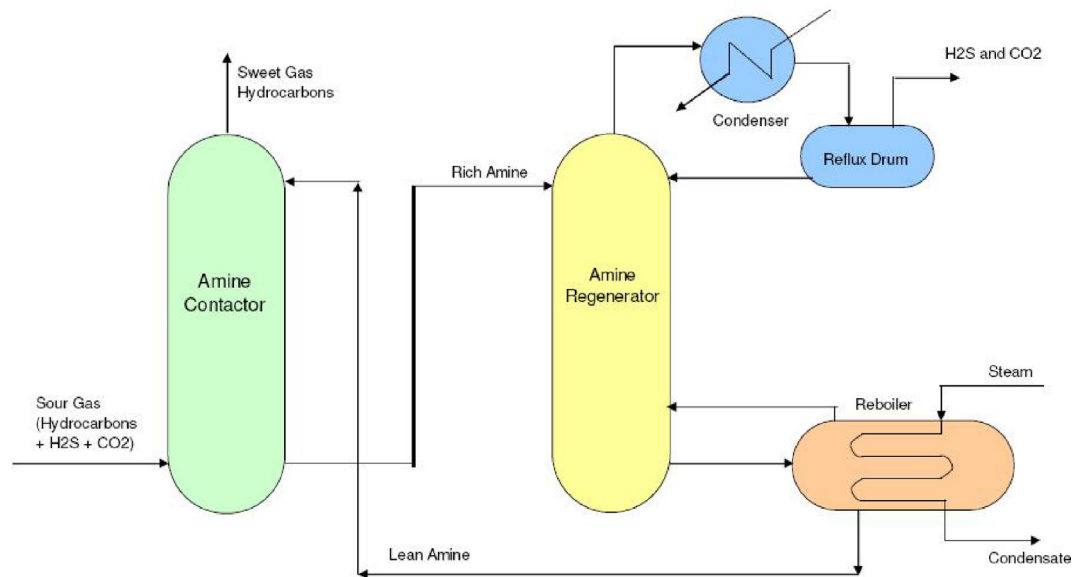 Sweet Gas
Hydrocarbons
H2S and CO2
Condenser
Reflux Drum
Rich Amine
Amine
Contactor
Amine
Regenerator
Steam
Reboiler
Sour Gas
(Hydrocarbons
+ H2S + CO2)
Lean Amine
Condensate